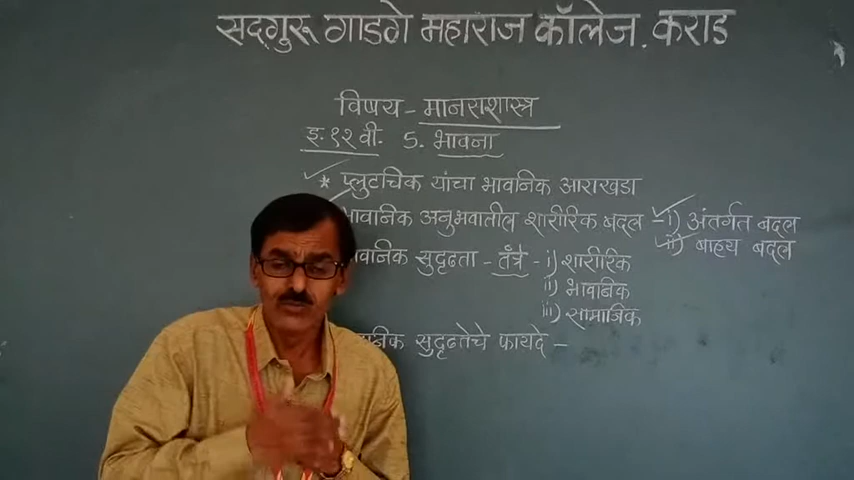 सद्गुरू गाडगे महाराज कॉलेज. कराड
विषय - मानसशास्त्र
इ. १२ वी. 5. भावना
* प्लुटचिक यांचा भावनिक आराखडा
भावनिक अनुभवातील शारीरिक बदल - i) अंतर्गत बदल
ii) बाह्य बदल
भावनिक सुदृढता - तंत्रे - i) शारीरिक
ii) भावनिक
iii) सामाजिक
सुदृढतेचे फायदे -